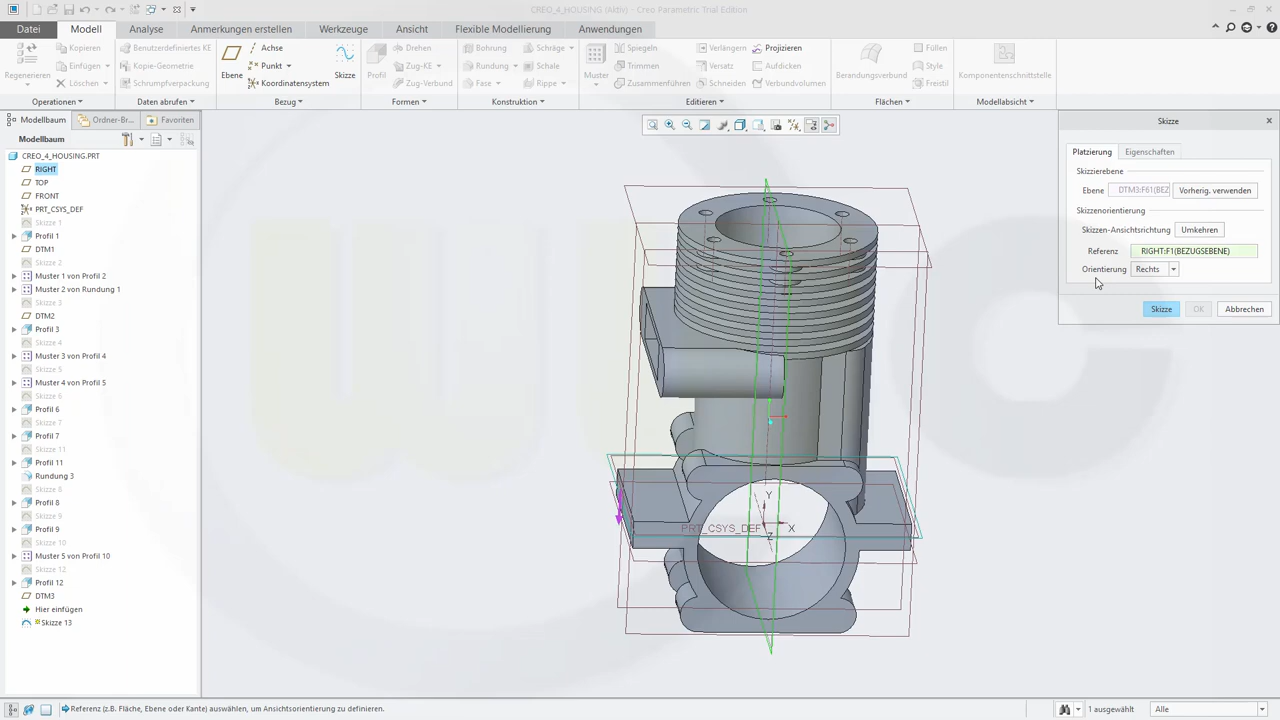 CREO_4_HOUSING (Aktiv) - Creo Parametric Trial Edition
Datei Modell Analyse Anmerkungen erstellen Werkzeuge Ansicht Flexible Modellierung Anwendungen
Regenerieren
Kopieren
Einfügen
Löschen
Benutzerdefiniertes KE
Kopie-Geometrie
Schrumpfverpackung
Ebene
Achse
Punkt
Koordinatensystem
Skizze
Profil
Drehen
Zug-KE
Zug-Verbund
Bohrung
Rundung
Fase
Schräge
Schale
Rippe
Muster
Spiegeln
Trimmen
Zusammenführen
Verlängern
Versatz
Schneiden
Projizieren
Aufdicken
Verbundvolumen
Berandungsverbund
Füllen
Style
Freistil
Komponentenschnittstelle
Operationen Daten abrufen Bezug Formen Konstruktion Editieren Flächen Modellabsicht
Modellbaum Ordner-Br... Favoriten
Modellbaum
CREO_4_HOUSING.PRT
RIGHT
TOP
FRONT
PRT_CSYS_DEF
Skizze 1
Profil 1
DTM1
Skizze 2
Muster 1 von Profil 2
Muster 2 von Rundung 1
Skizze 3
DTM2
Profil 3
Skizze 4
Muster 3 von Profil 4
Skizze 5
Muster 4 von Profil 5
Skizze 6
Profil 6
Skizze 7
Profil 7
Skizze 11
Profil 11
Rundung 3
Skizze 8
Profil 8
Skizze 9
Profil 9
Skizze 10
Muster 5 von Profil 10
Skizze 12
Profil 12
DTM3
Hier einfügen
Skizze 13
PRT_CSYS_DEF
Y
X
Z
Skizze
Platzierung Eigenschaften
Skizzierebene
Ebene DTM3:F61(BEZ Vorherig. verwenden
Skizzenorientierung
Skizzen-Ansichtsrichtung Umkehren
Referenz RIGHT:F1(BEZUGSEBENE)
Orientierung Rechts
Skizze OK Abbrechen
Referenz (z.B. Fläche, Ebene oder Kante) auswählen, um Ansichtsorientierung zu definieren.
1 ausgewählt
Alle